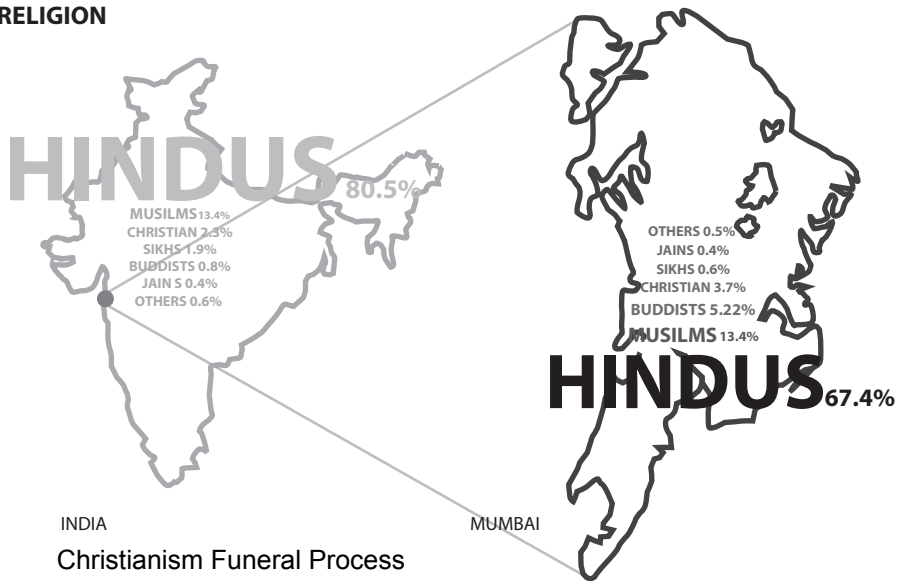 RELIGION
HINDUS 80.5%
MUSILMS 13.4%
CHRISTIAN 2.3%
SIKHS 1.9%
BUDDISTS 0.8%
JAIN S 0.4%
OTHERS 0.6%
INDIA
OTHERS 0.5%
JAINS 0.4%
SIKHS 0.6%
CHRISTIAN 3.7%
BUDDISTS 5.22%
MUSILMS 13.4%
HINDUS 67.4%
MUMBAI
Christianism Funeral Process